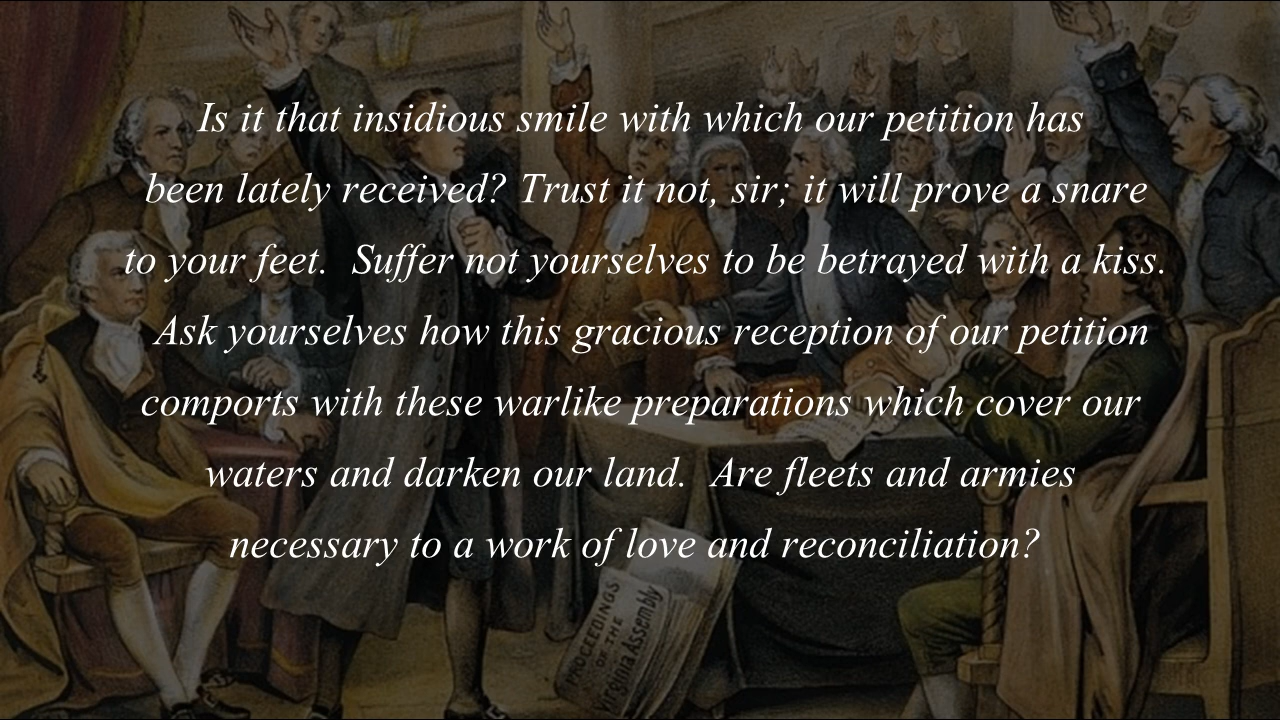 Is it that insidious smile with which our petition has
been lately received? Trust it not, sir; it will prove a snare
to your feet.  Suffer not yourselves to be betrayed with a kiss.
Ask yourselves how this gracious reception of our petition
comports with these warlike preparations which cover our
waters and darken our land.  Are fleets and armies
necessary to a work of love and reconciliation?
PROCEEDINGS
OF THE
Virginia Assembly